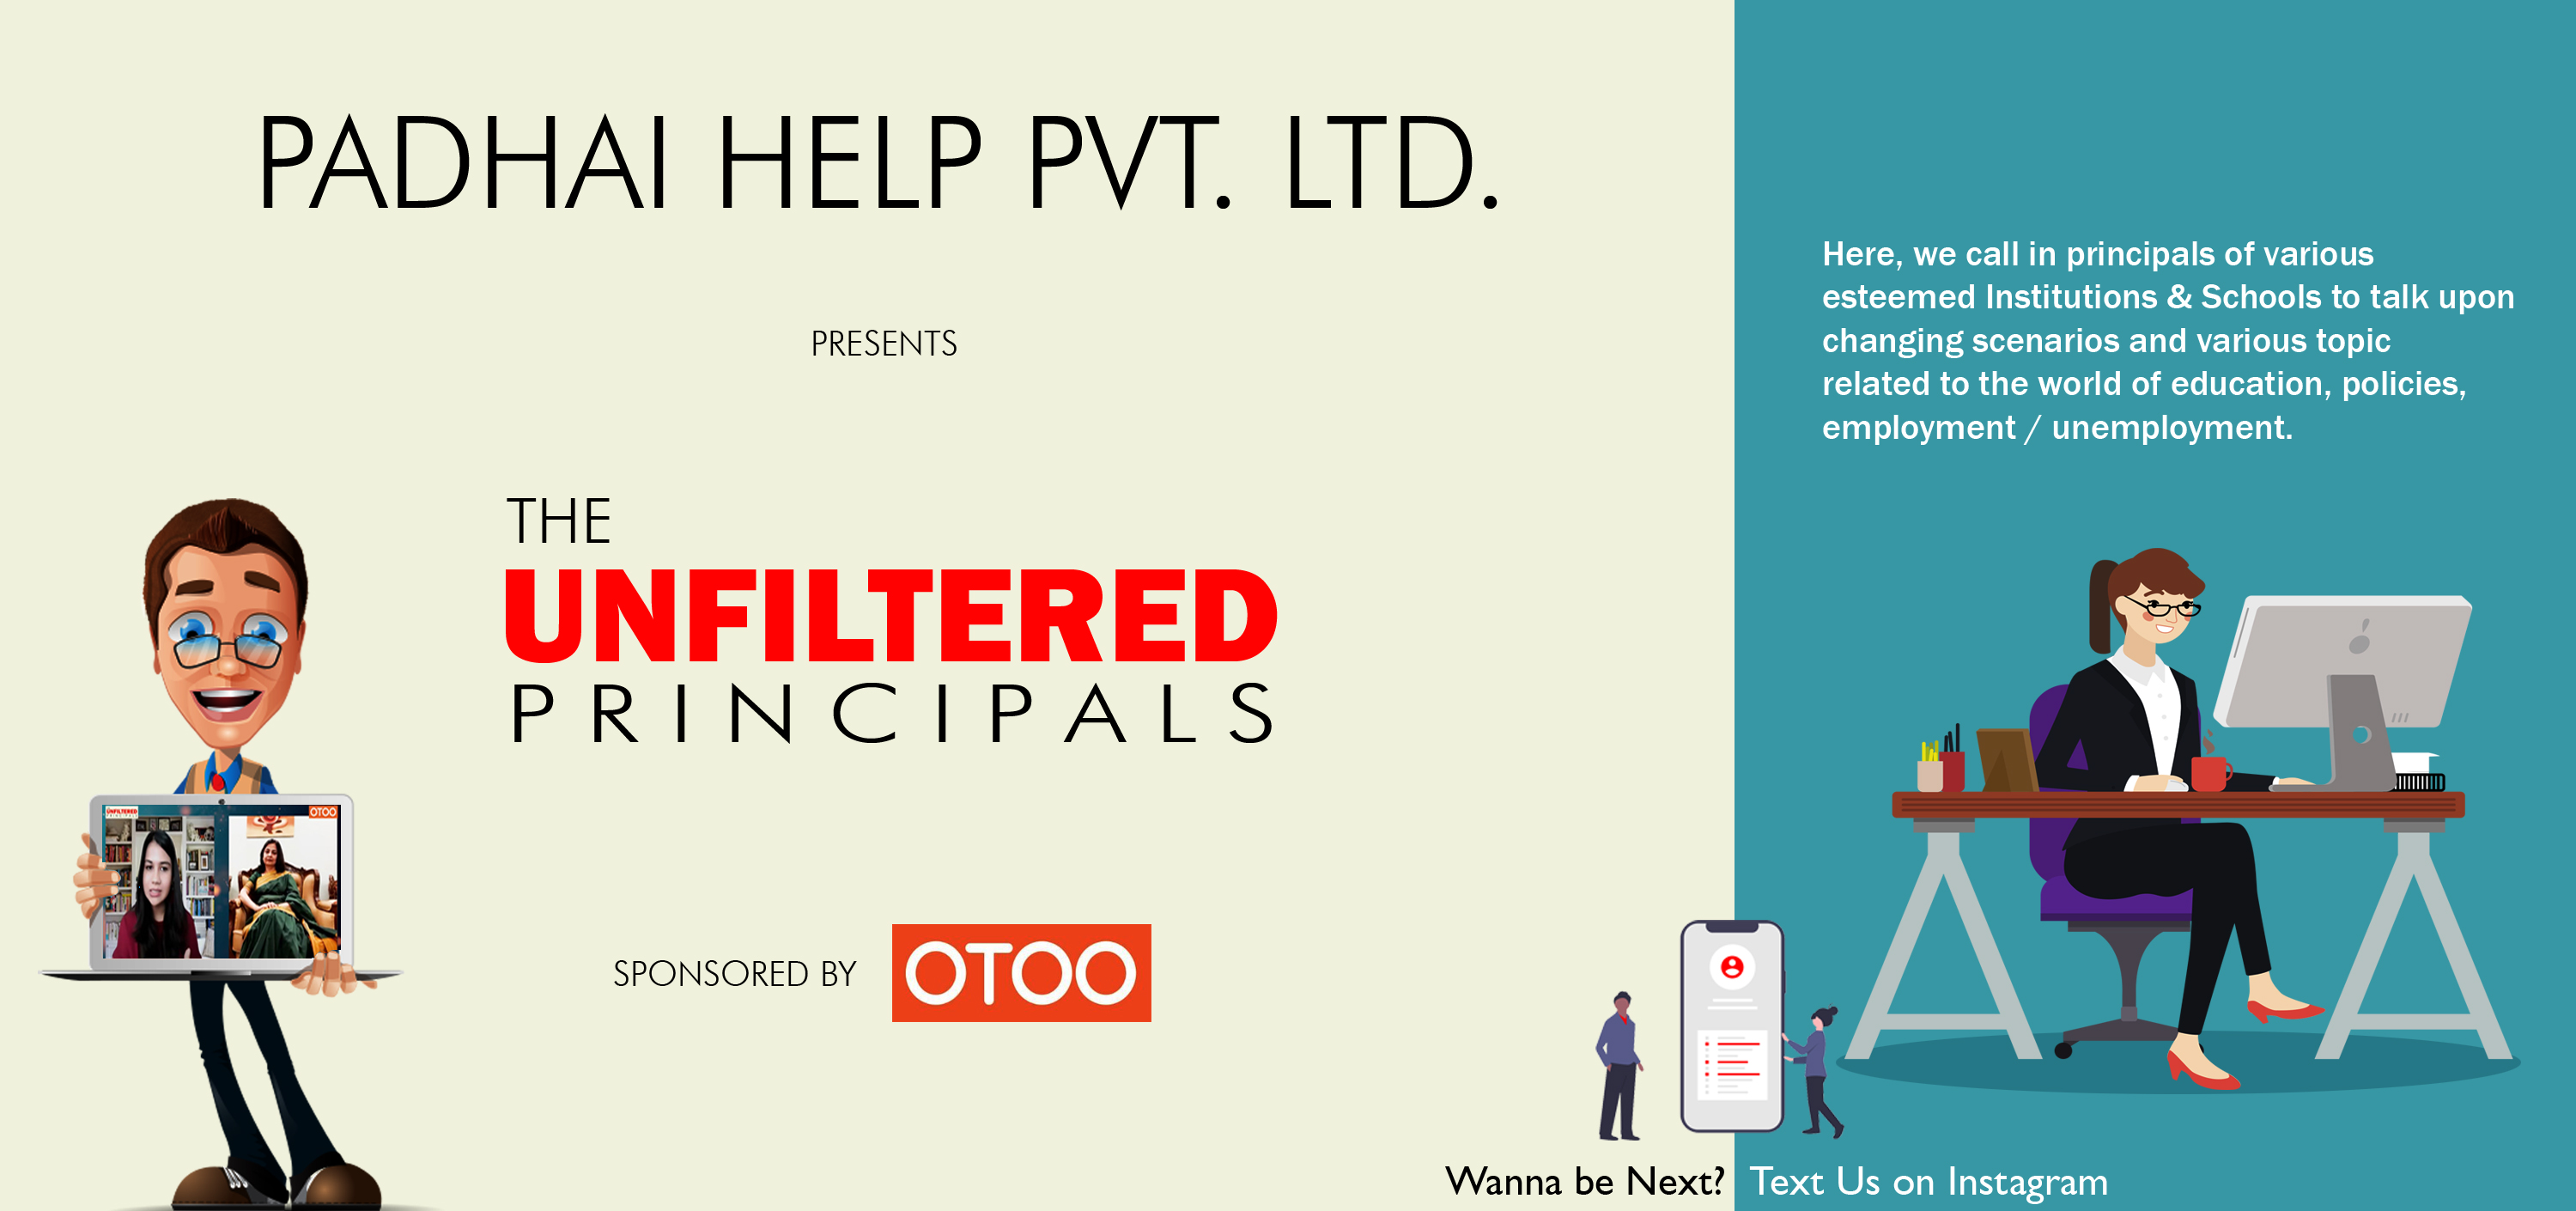 PADHAI HELP PVT. LTD.
PRESENTS
THE
UNFILTERED
PRINCIPALS
UNFILTERED
OTOO
SPONSORED BY
OTOO
Here, we call in principals of various
esteemed Institutions & Schools to talk upon
changing scenarios and various topic
related to the world of education, policies,
employment / unemployment.
Wanna be Next? Text Us on Instagram